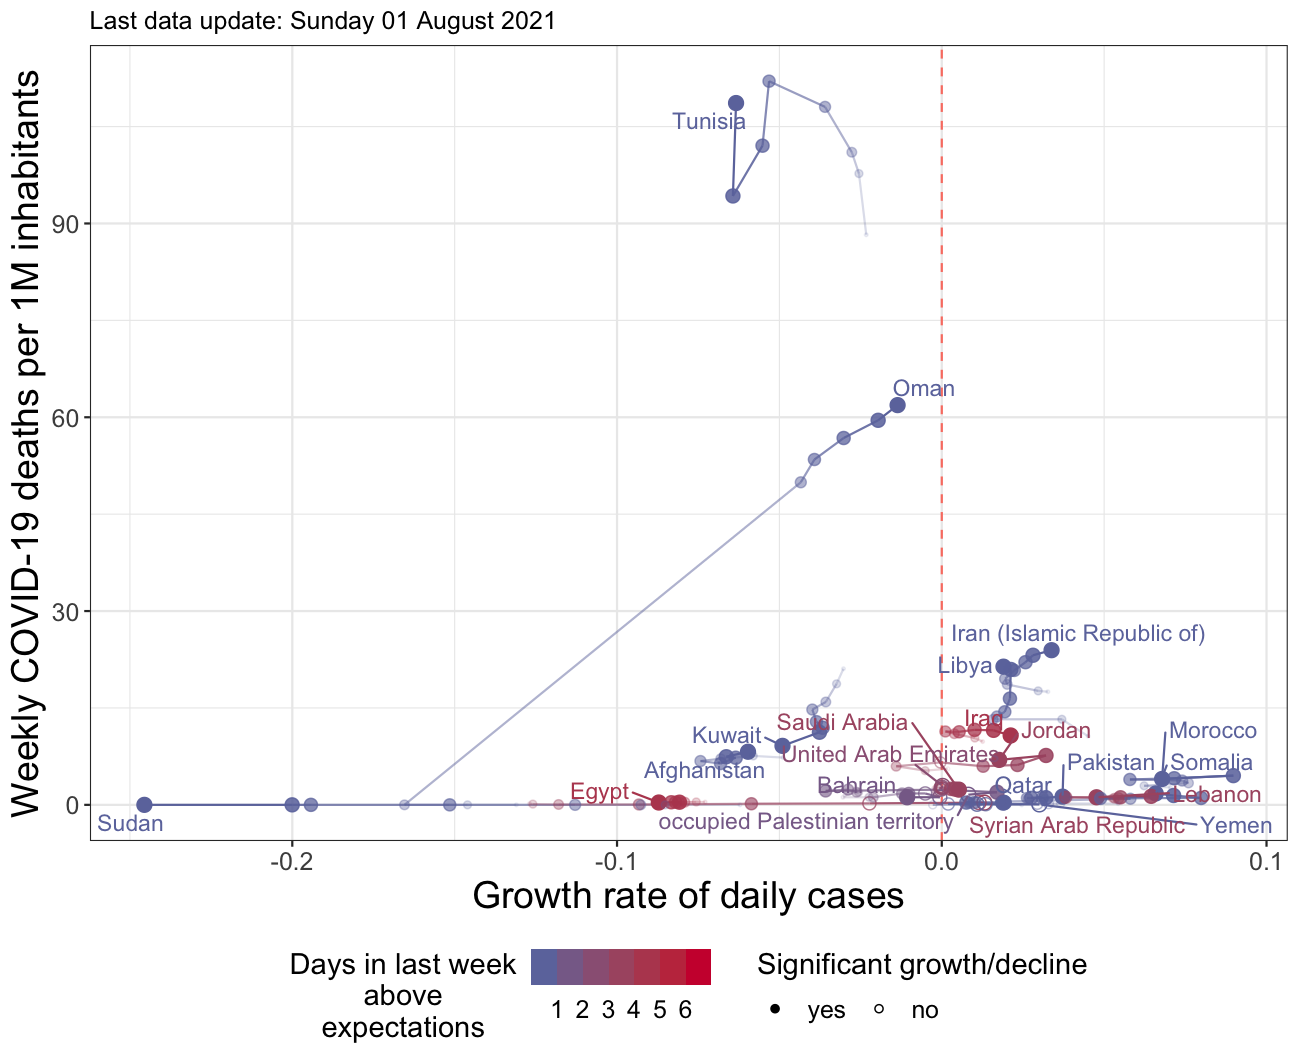 Last data update: Sunday 01 August 2021
Weekly COVID-19 deaths per 1M inhabitants
90
60
30
0
Tunisia
Oman
Iran (Islamic Republic of)
Libya
Saudi Arabia
Iraq
Kuwait
Jordan
Morocco
United Arab Emirates
Afghanistan
Pakistan
Somalia
Egypt
Bahrain
Qatar
Lebanon
Sudan
occupied Palestinian territory
Syrian Arab Republic
Yemen
-0.2
-0.1
0.0
0.1
Growth rate of daily cases
Days in last week
above
expectations
1 2 3 4 5 6
Significant growth/decline
yes
no